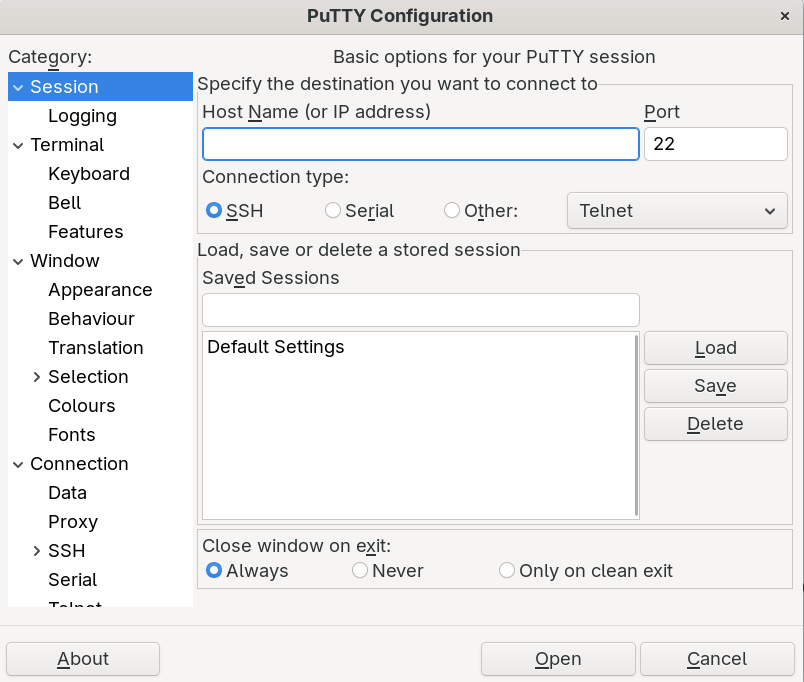 PuTTY Configuration
×
Category:
Session
Logging
Terminal
Keyboard
Bell
Features
Window
Appearance
Behaviour
Translation
Selection
Colours
Fonts
Connection
Data
Proxy
SSH
Serial
Telnet
Basic options for your PuTTY session
Specify the destination you want to connect to
Host Name (or IP address) Port
22
Connection type:
SSH Serial Other: Telnet
Load, save or delete a stored session
Saved Sessions
Default Settings
Load
Save
Delete
Close window on exit:
Always Never Only on clean exit
About Open Cancel